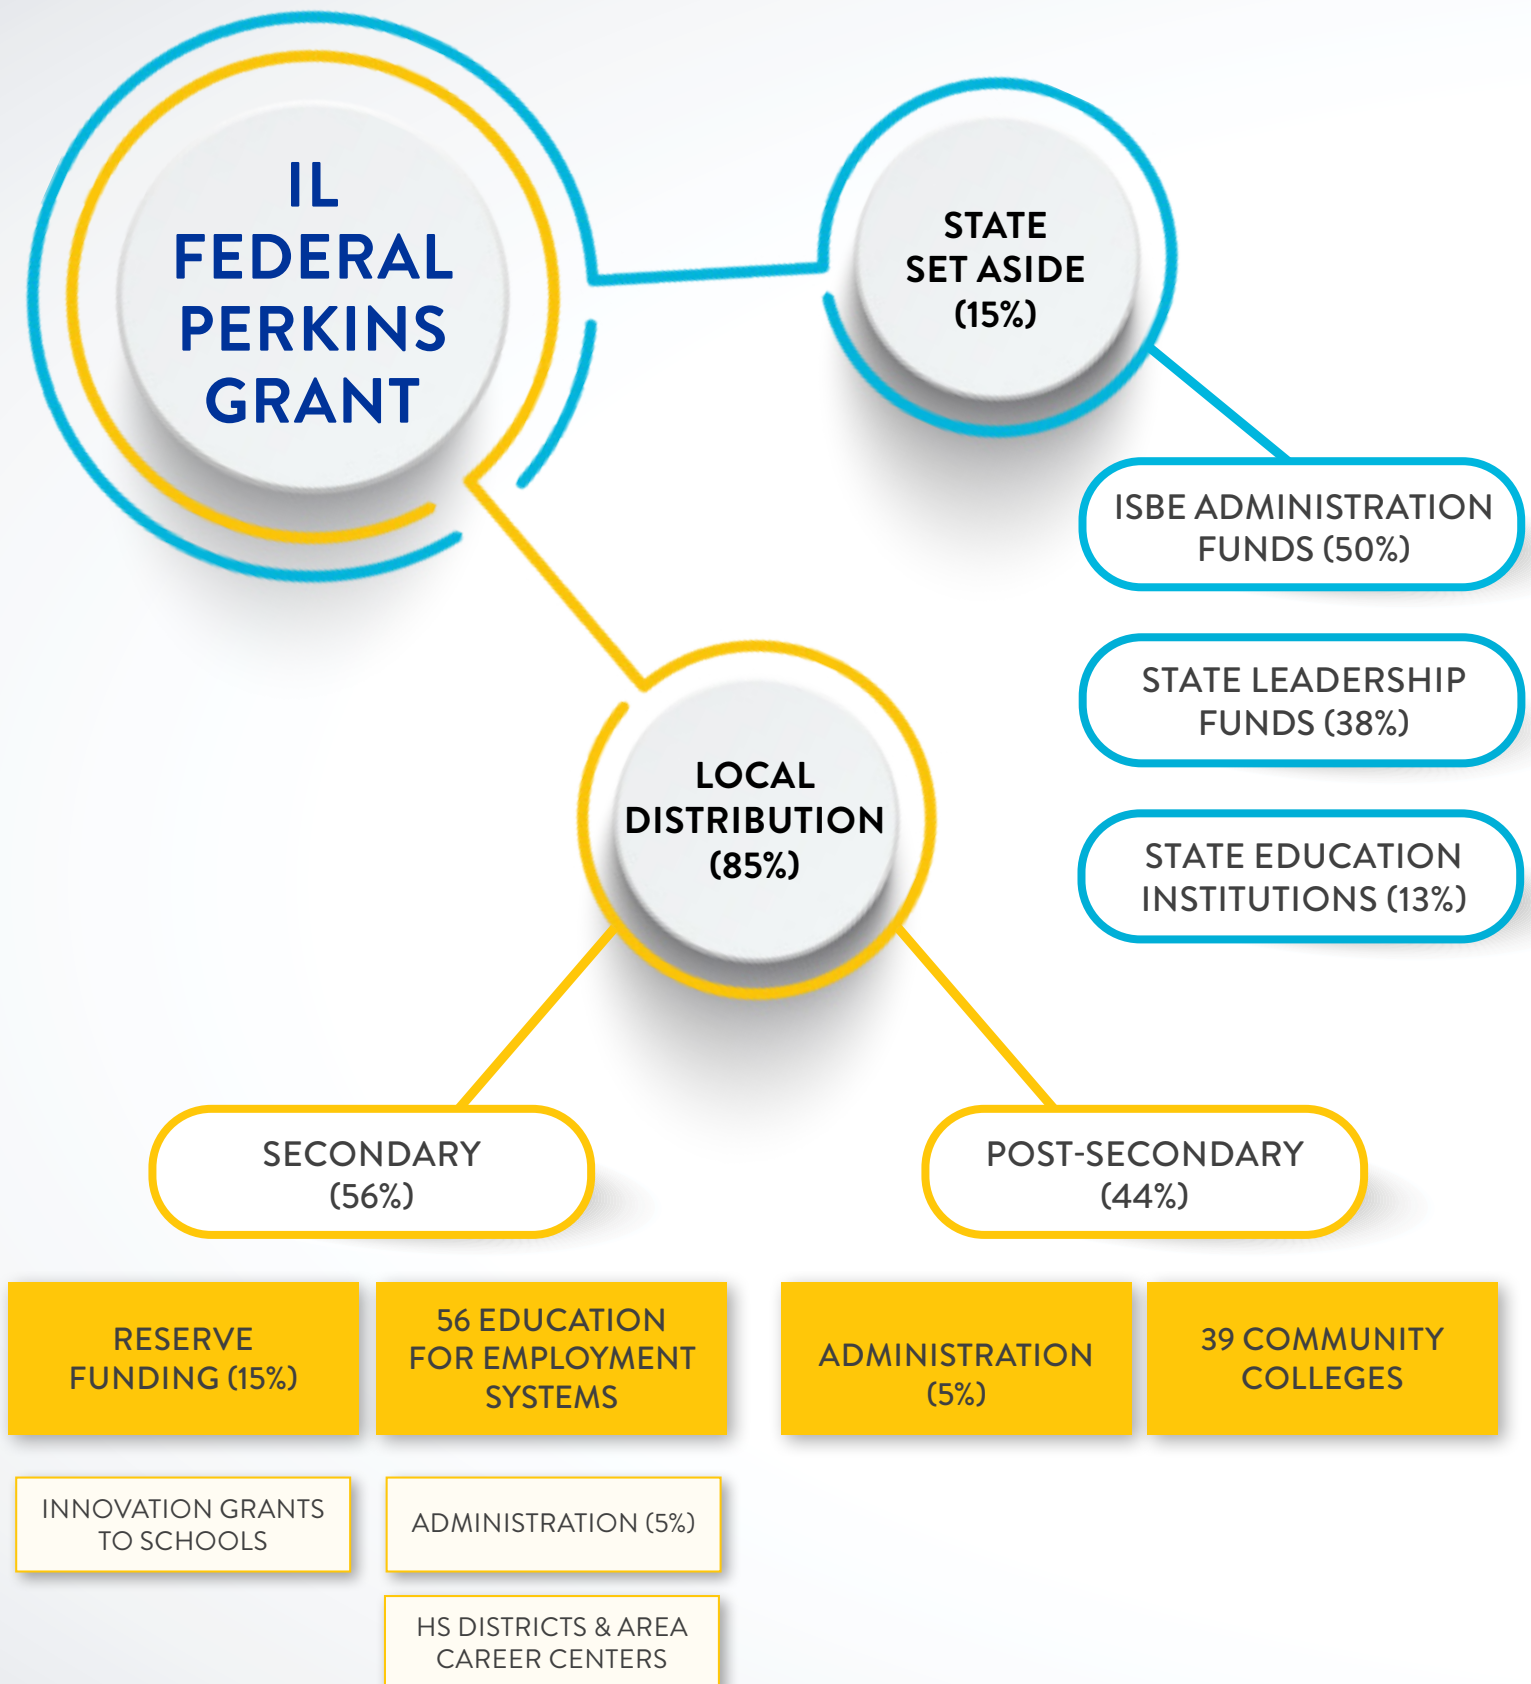 IL
FEDERAL
PERKINS
GRANT
STATE
SET ASIDE
(15%)
ISBE ADMINISTRATION
FUNDS (50%)
STATE LEADERSHIP
FUNDS (38%)
STATE EDUCATION
INSTITUTIONS (13%)
LOCAL
DISTRIBUTION
(85%)
SECONDARY
(56%)
POST-SECONDARY
(44%)
RESERVE
FUNDING (15%)
56 EDUCATION
FOR EMPLOYMENT
SYSTEMS
ADMINISTRATION
(5%)
39 COMMUNITY
COLLEGES
INNOVATION GRANTS
TO SCHOOLS
ADMINISTRATION (5%)
HS DISTRICTS & AREA
CAREER CENTERS